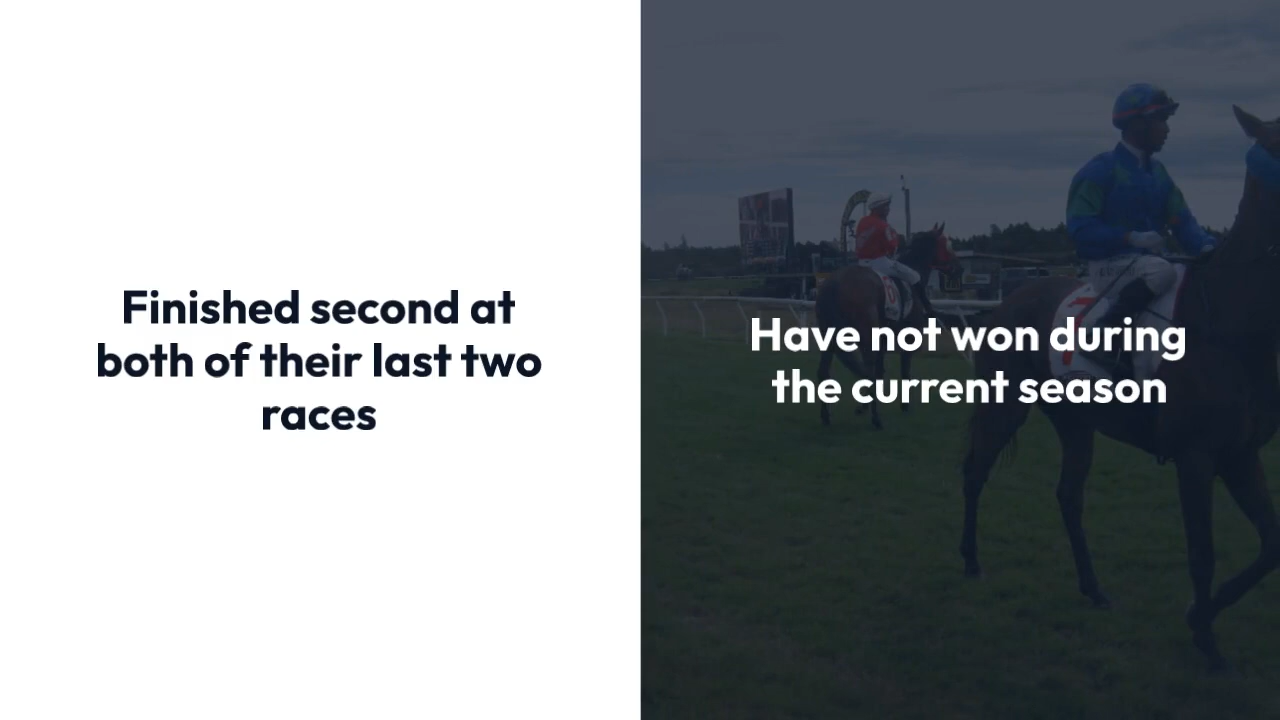 Finished second at
both of their last two
races
Have not won during
the current season